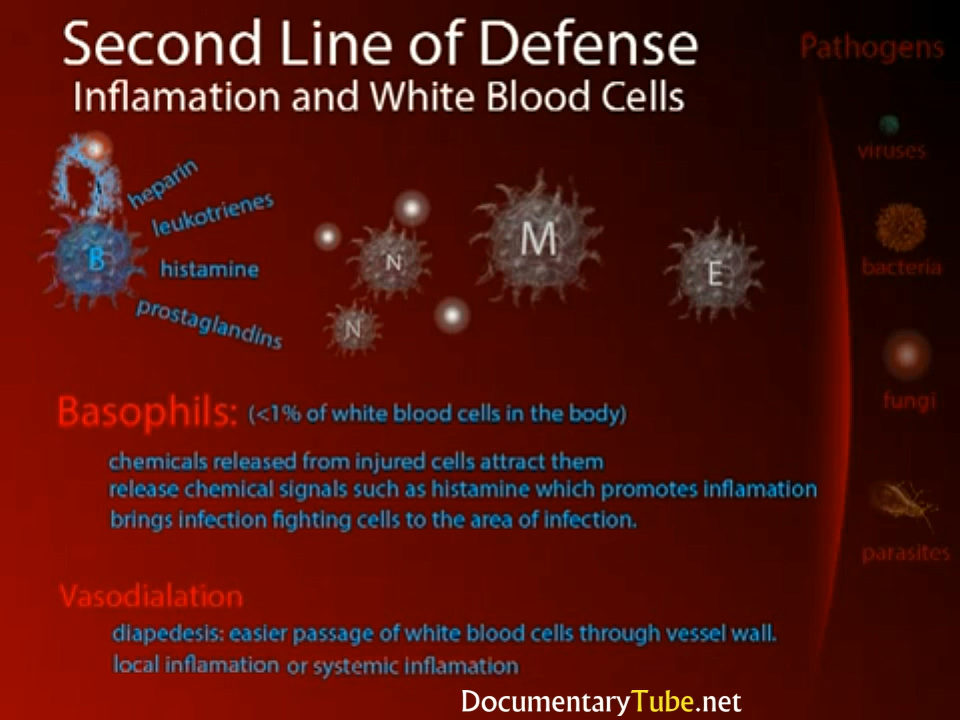 Second Line of Defense
Inflamation and White Blood Cells
Pathogens
viruses
bacteria
fungi
parasites
heparin
leukotrienes
histamine
prostaglandins
B
N
N
M
E
Basophils: (<1% of white blood cells in the body)
chemicals released from injured cells attract them
release chemical signals such as histamine which promotes inflamation
brings infection fighting cells to the area of infection.
Vasodialation
diapedesis: easier passage of white blood cells through vessel wall.
local inflamation or systemic inflamation
DocumentaryTube.net